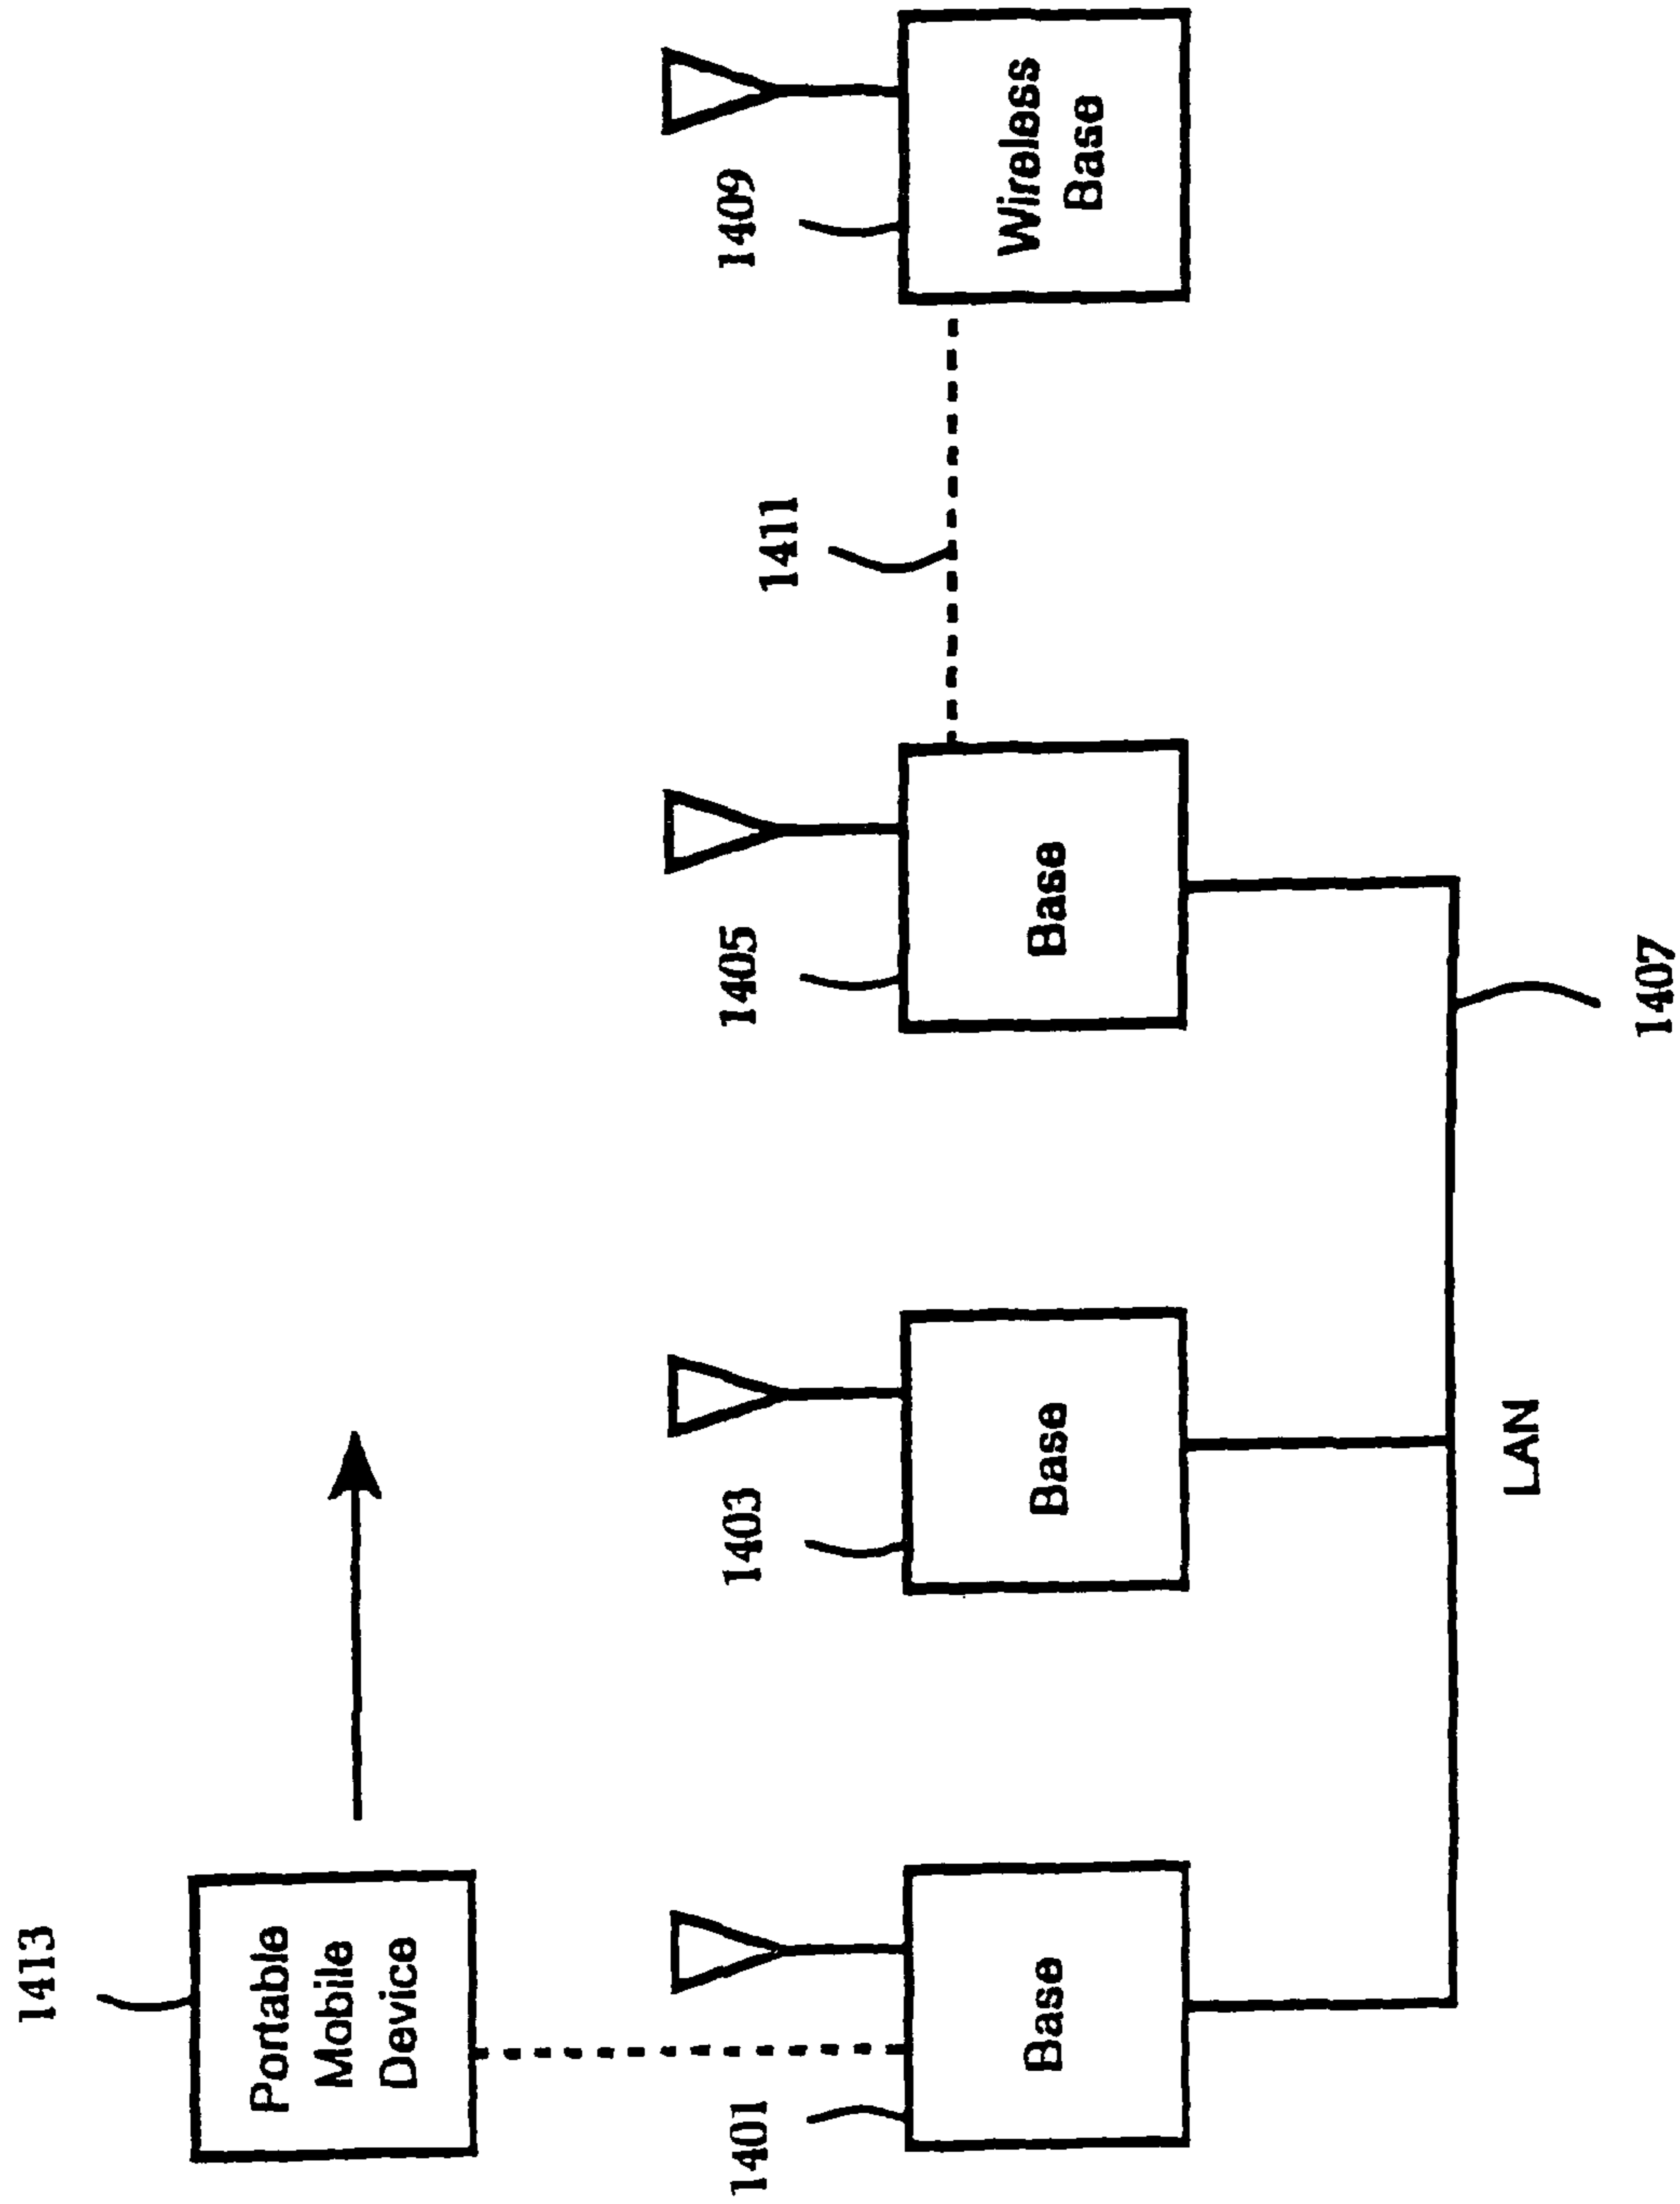 1413
Portable
Mobile
Device
1401
Base
1403
Base
1405
Base
1411
1409
Wireless
Base
LAN
1407